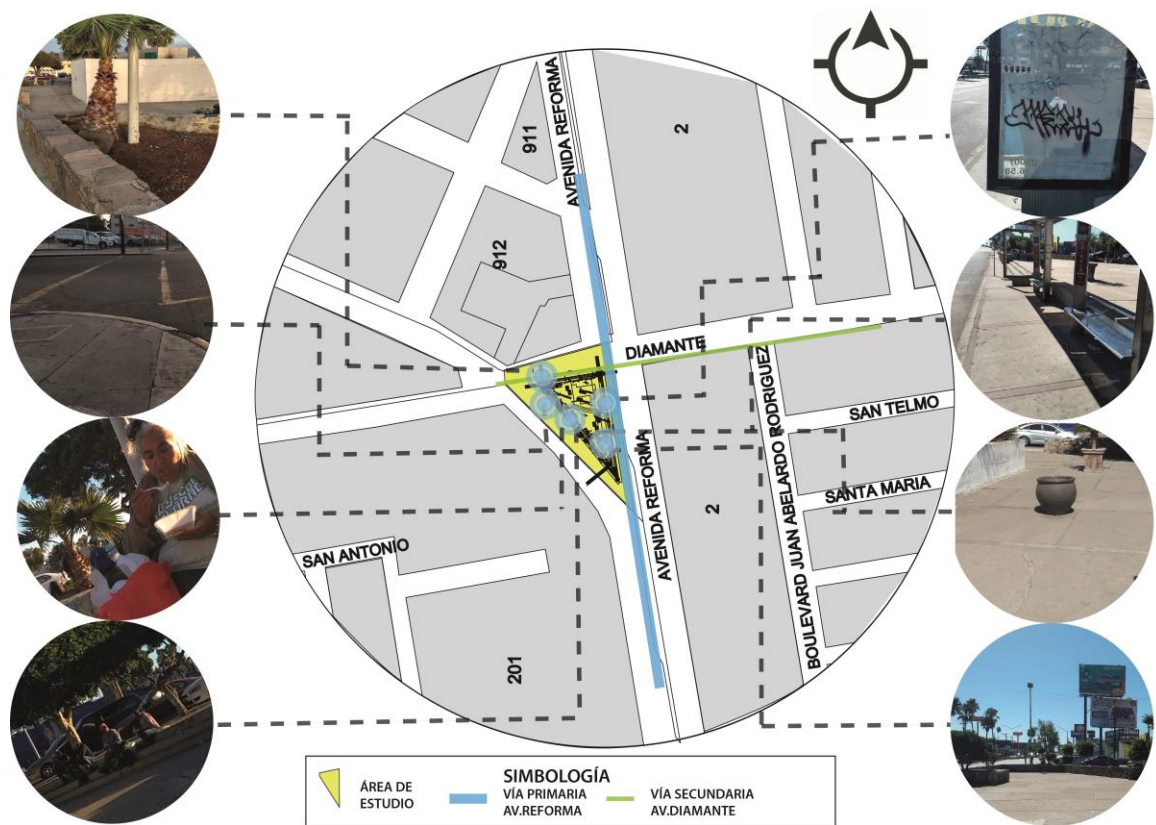 911
AVENIDA REFORMA
2
912
DIAMANTE
SAN TELMO
SANTA MARIA
BOULEVARD JUAN ABELARDO RODRIGUEZ
AVENIDA REFORMA
2
SAN ANTONIO
201
SIMBOLOGÍA
ÁREA DE
ESTUDIO
VÍA PRIMARIA
AV.REFORMA
VÍA SECUNDARIA
AV.DIAMANTE